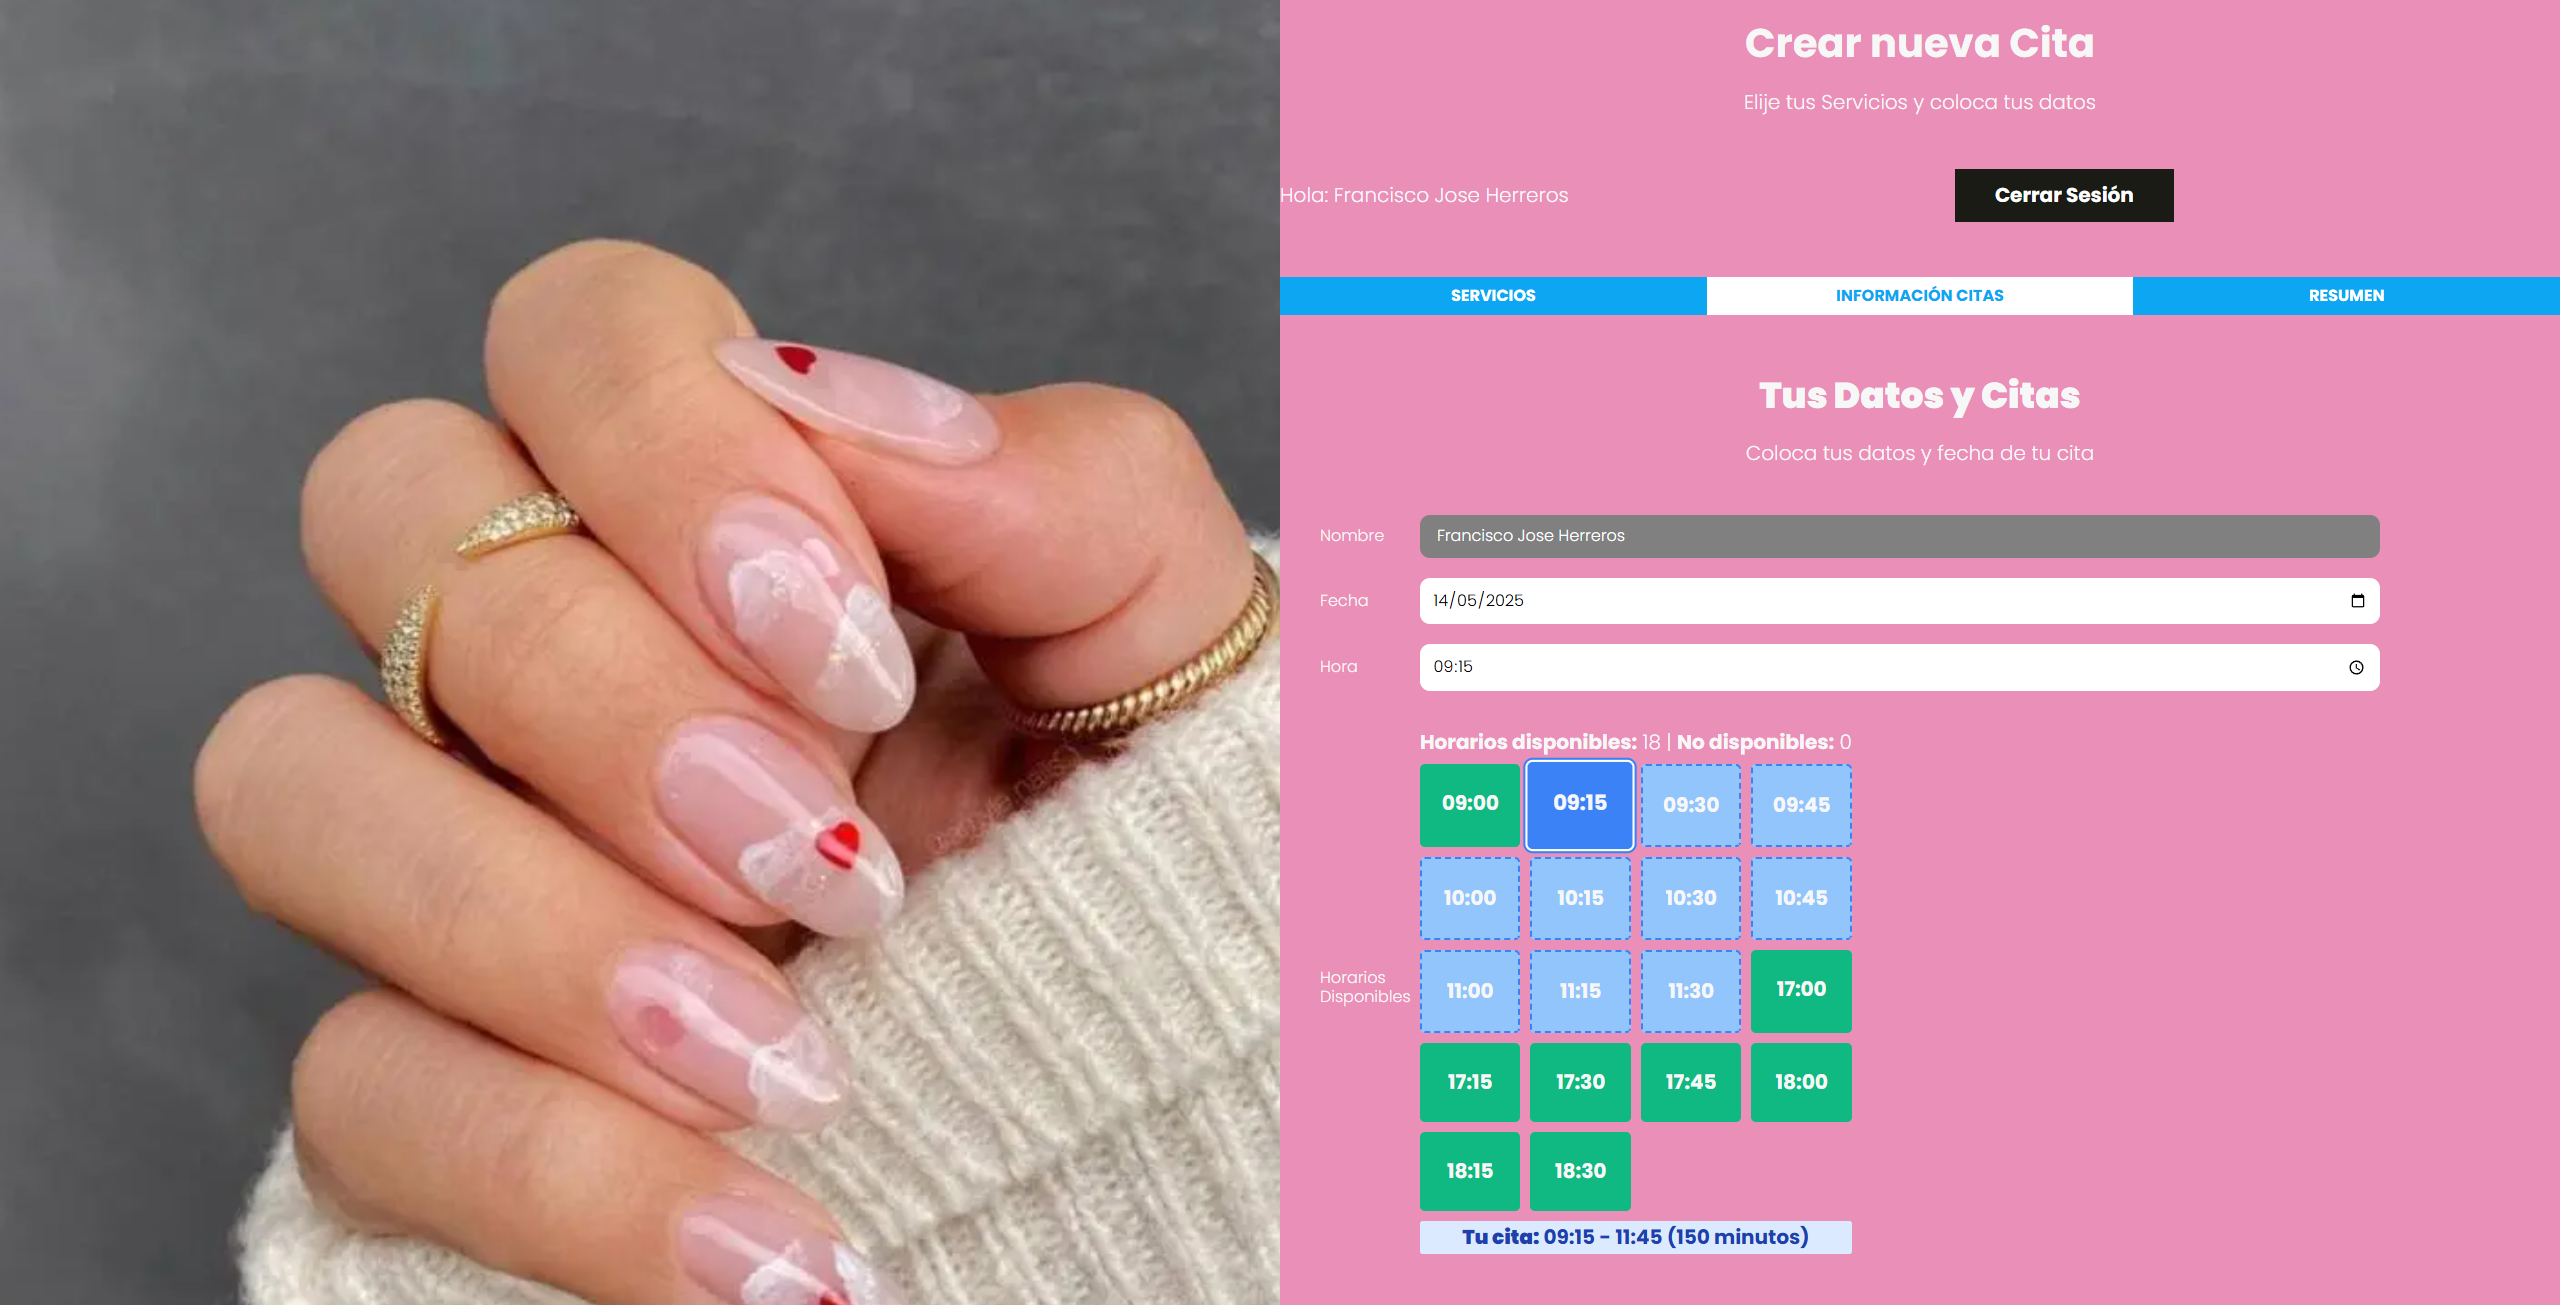 Crear nueva Cita
Elije tus Servicios y coloca tus datos
Hola: Francisco Jose Herreros
Cerrar Sesión
SERVICIOS
INFORMACIÓN CITAS
RESUMEN
Tus Datos y Citas
Coloca tus datos y fecha de tu cita
Nombre
Francisco Jose Herreros
Fecha
14/05/2025
Hora
09:15
Horarios disponibles: 18 | No disponibles: 0
Horarios
Disponibles
09:00 09:15 09:30 09:45
10:00 10:15 10:30 10:45
11:00 11:15 11:30 17:00
17:15 17:30 17:45 18:00
18:15 18:30
Tu cita: 09:15 - 11:45 (150 minutos)